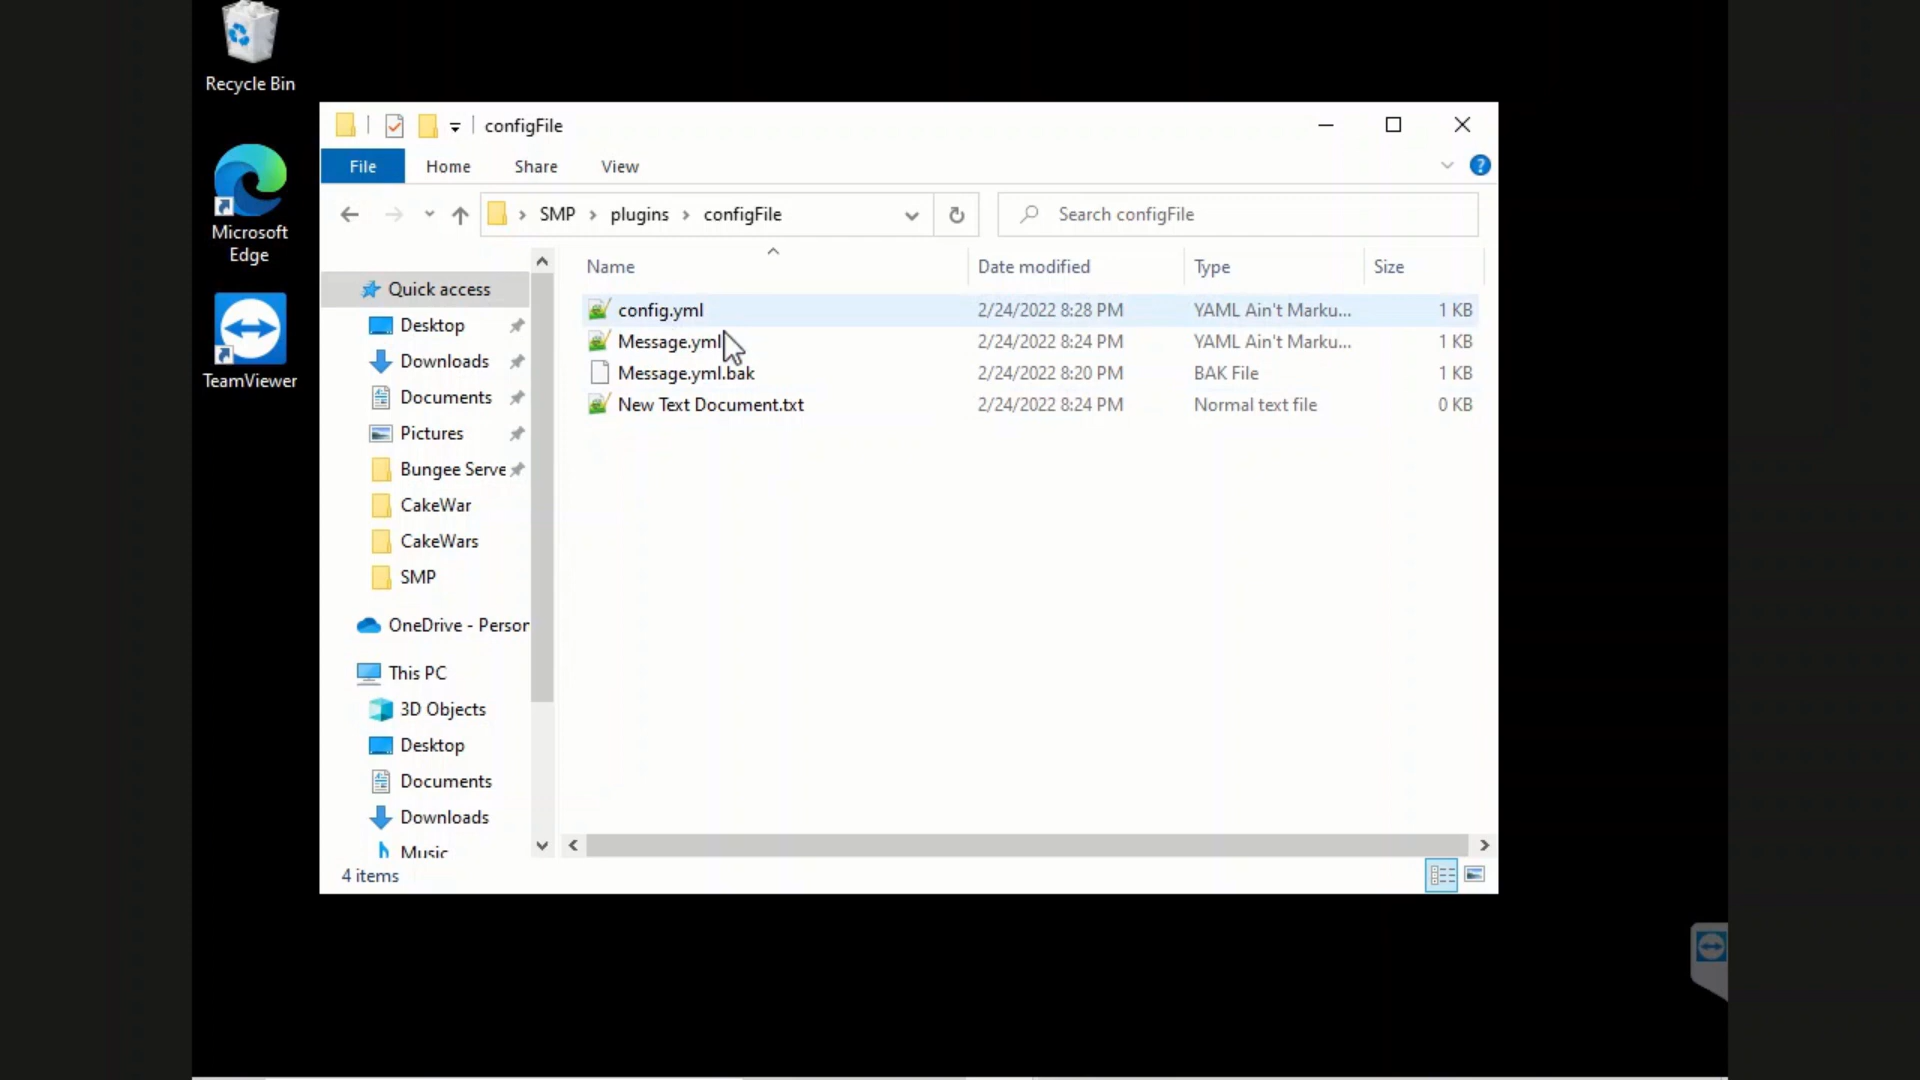 Recycle Bin
Microsoft
Edge
TeamViewer
configFile
File Home Share View
SMP plugins configFile
Search configFile
Name Date modified Type Size
config.yml 2/24/2022 8:28 PM YAML Ain't Marku... 1 KB
Message.yml 2/24/2022 8:24 PM YAML Ain't Marku... 1 KB
Message.yml.bak 2/24/2022 8:20 PM BAK File 1 KB
New Text Document.txt 2/24/2022 8:24 PM Normal text file 0 KB
Quick access
Desktop
Downloads
Documents
Pictures
Bungee Serve
CakeWar
CakeWars
SMP
OneDrive - Person
This PC
3D Objects
Desktop
Documents
Downloads
Music
4 items